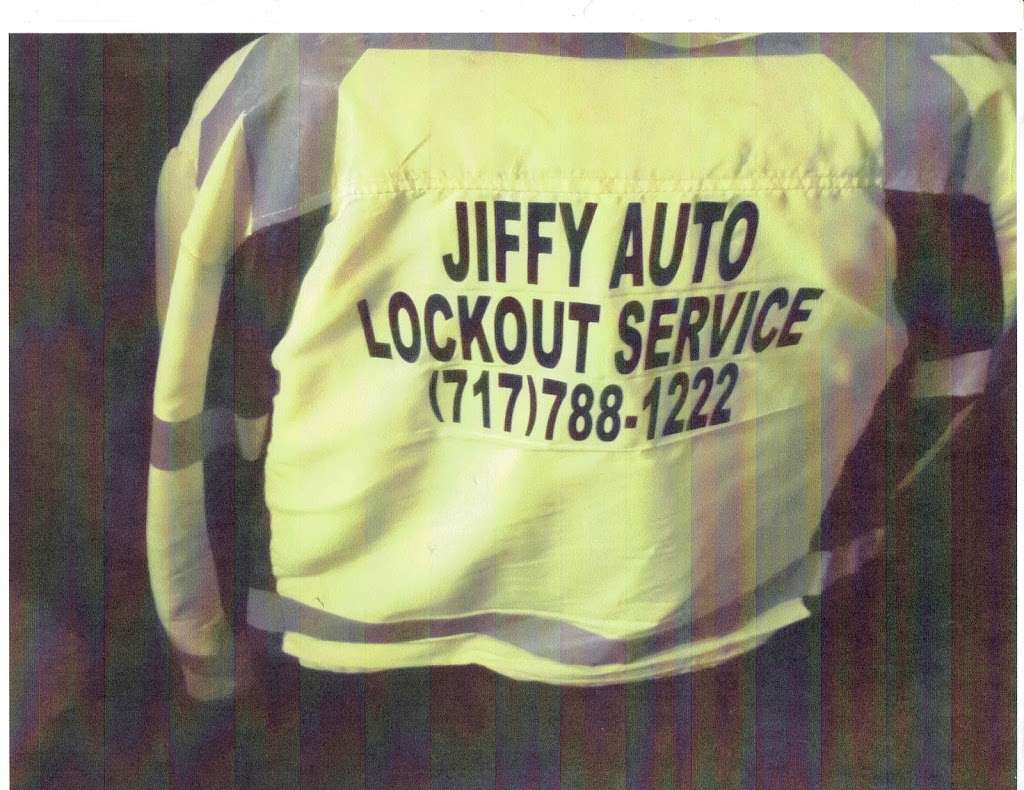 JIFFY AUTO
LOCKOUT SERVICE
(717)788-1222